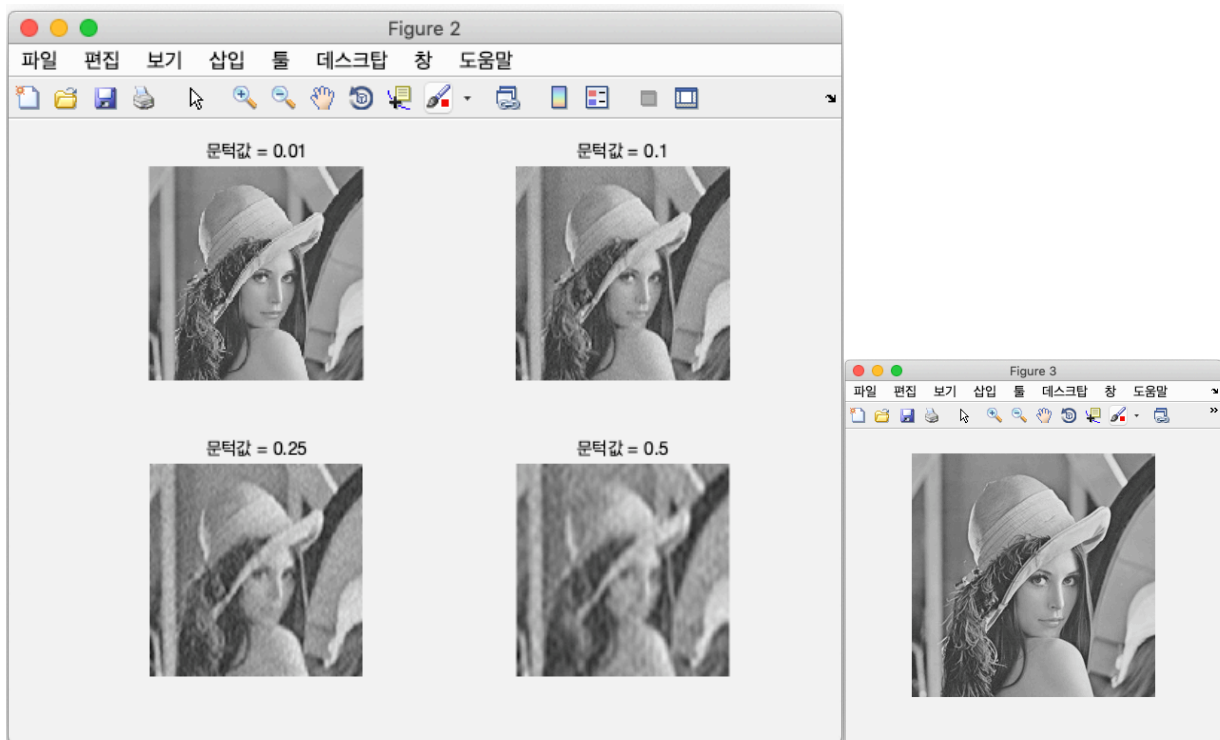 Figure 2
파일 편집 보기 삽입 툴 데스크탑 창 도움말
문턱값 = 0.01
문턱값 = 0.1
문턱값 = 0.25
문턱값 = 0.5
Figure 3
파일 편집 보기 삽입 툴 데스크탑 창 도움말